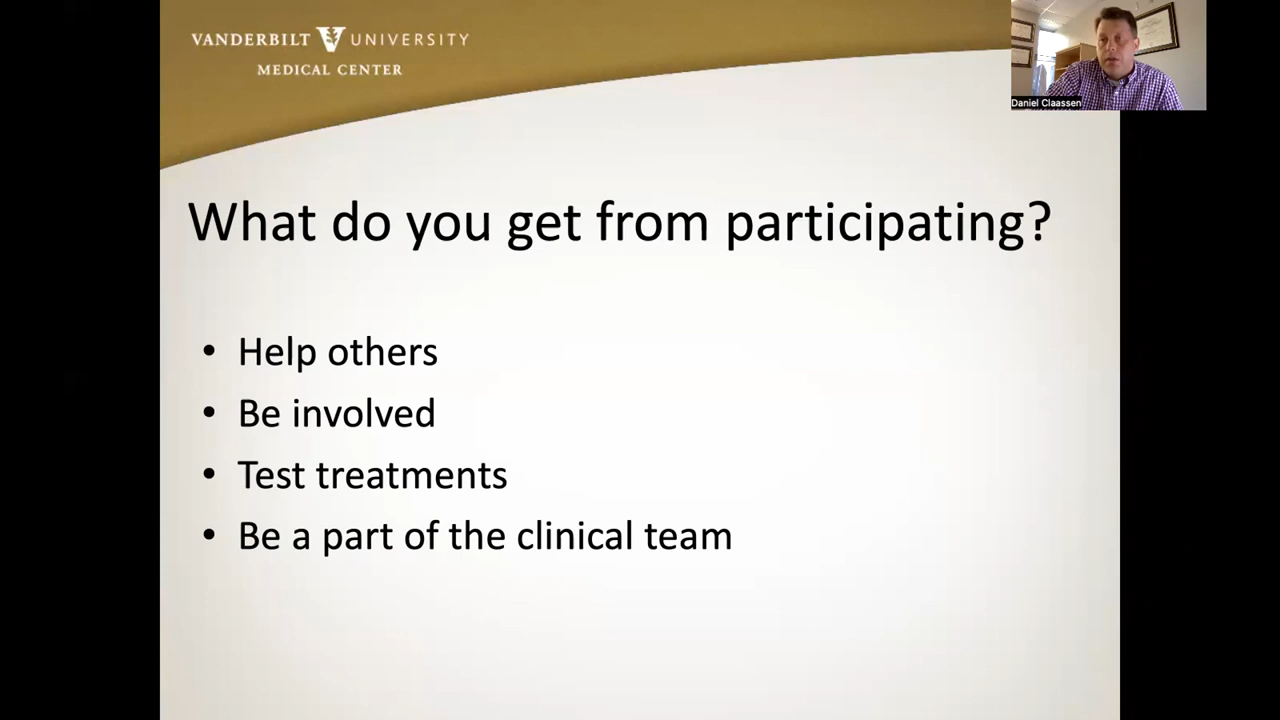 VANDERBILT UNIVERSITY
MEDICAL CENTER
Daniel Claassen
What do you get from participating?
• Help others
• Be involved
• Test treatments
• Be a part of the clinical team